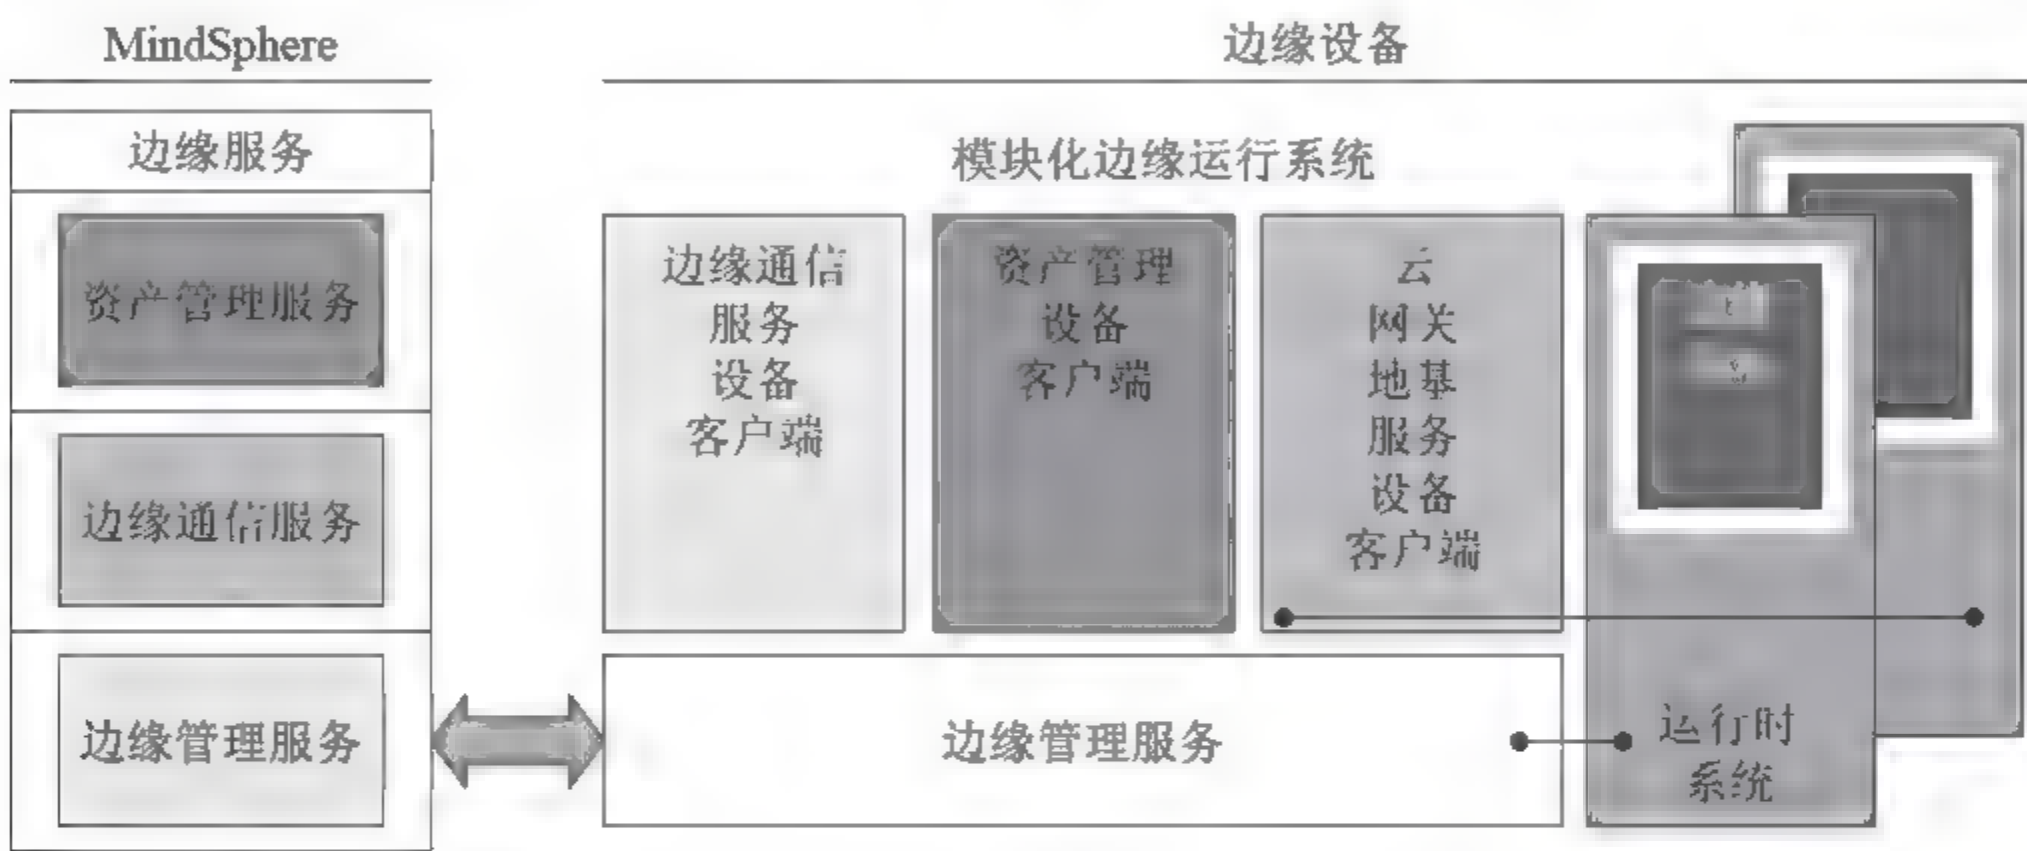 MindSphere
边缘设备
边缘服务
资产管理服务
边缘通信服务
边缘管理服务
模块化边缘运行系统
边缘通信
服务
设备
客户端
资产管理
设备
客户端
云
网关
地基
服务
设备
客户端
边缘管理服务
运行时
系统